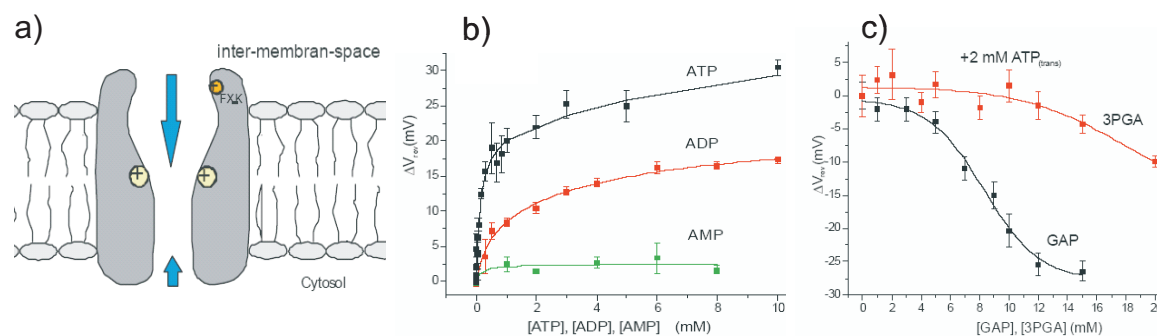 a)
inter-membran-space
FX₄K
Cytosol
b)
ΔVrev(mV)
30
25
20
15
10
5
0
ATP
ADP
AMP
0
2
4
6
8
10
[ATP], [ADP], [AMP] (mM)
c)
ΔVrev (mV)
5
0
-5
-10
-15
-20
-25
-30
+2 mM ATP(trans)
3PGA
GAP
0
2
4
6
8
10
12
14
16
18
20
[GAP], [3PGA] (mM)